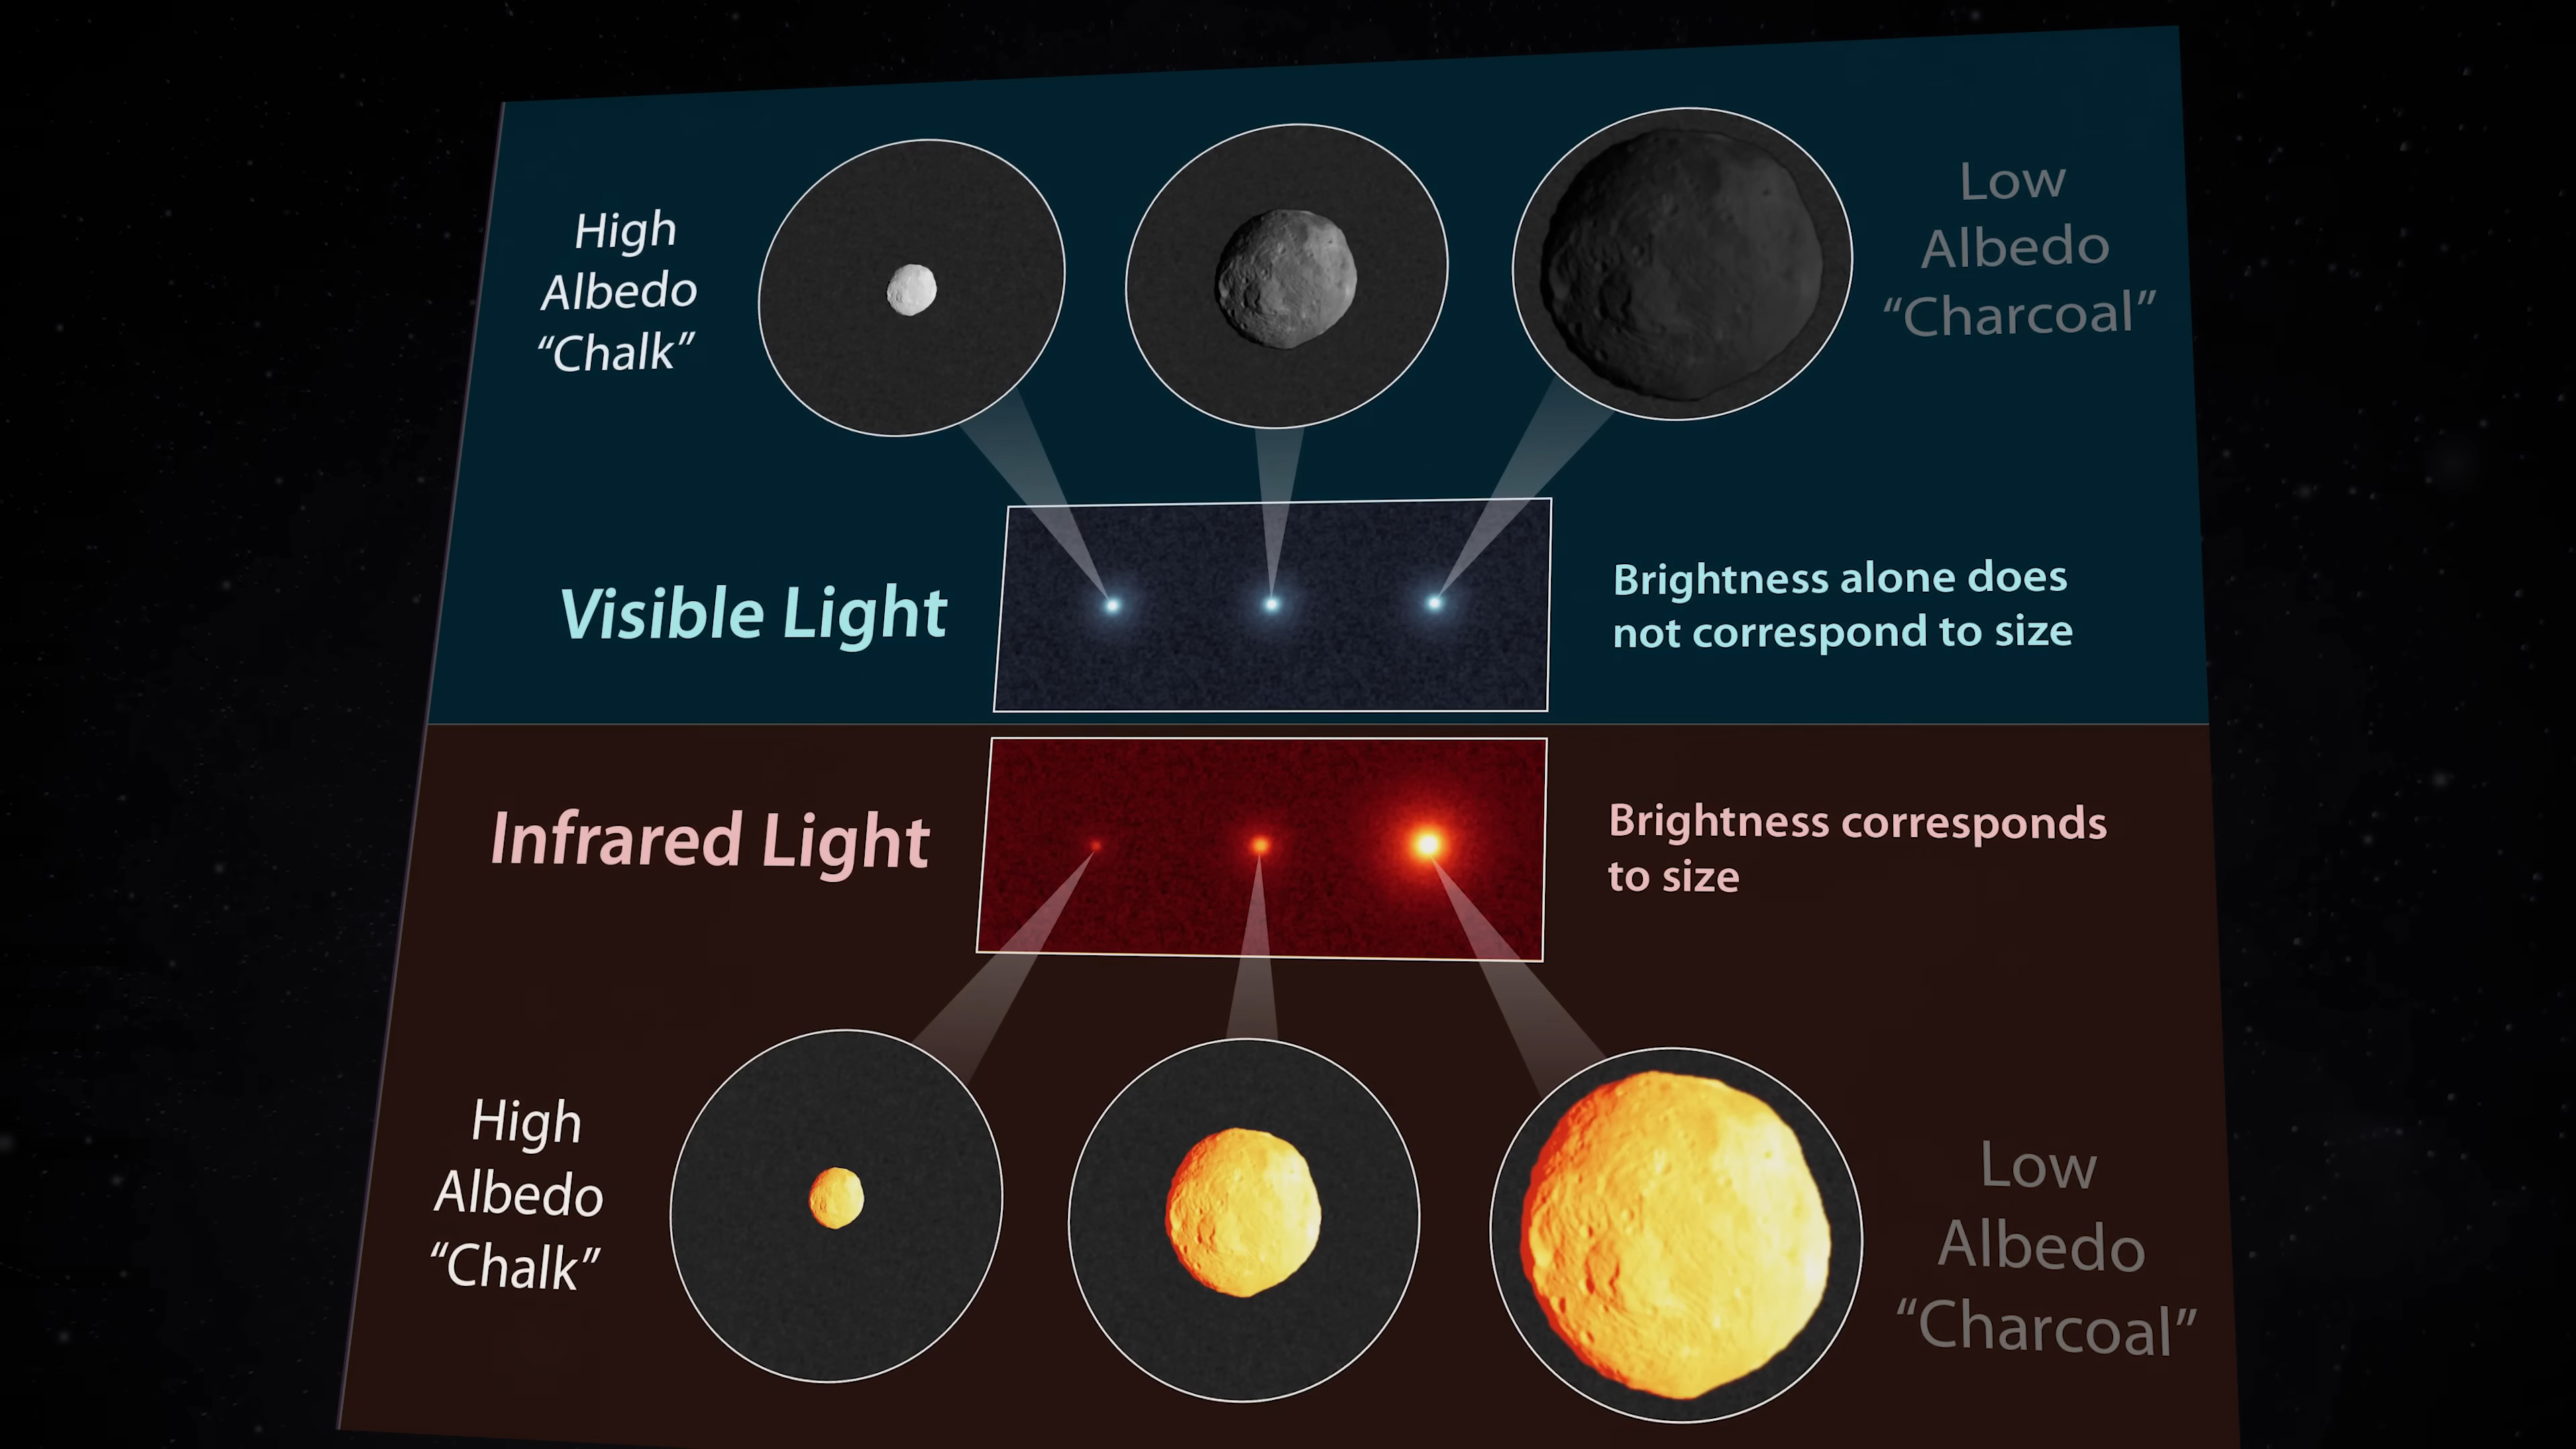 High
Albedo
“Chalk”
Low
Albedo
“Charcoal”
Visible Light
Brightness alone does
not correspond to size
Infrared Light
Brightness corresponds
to size
High
Albedo
“Chalk”
Low
Albedo
“Charcoal”